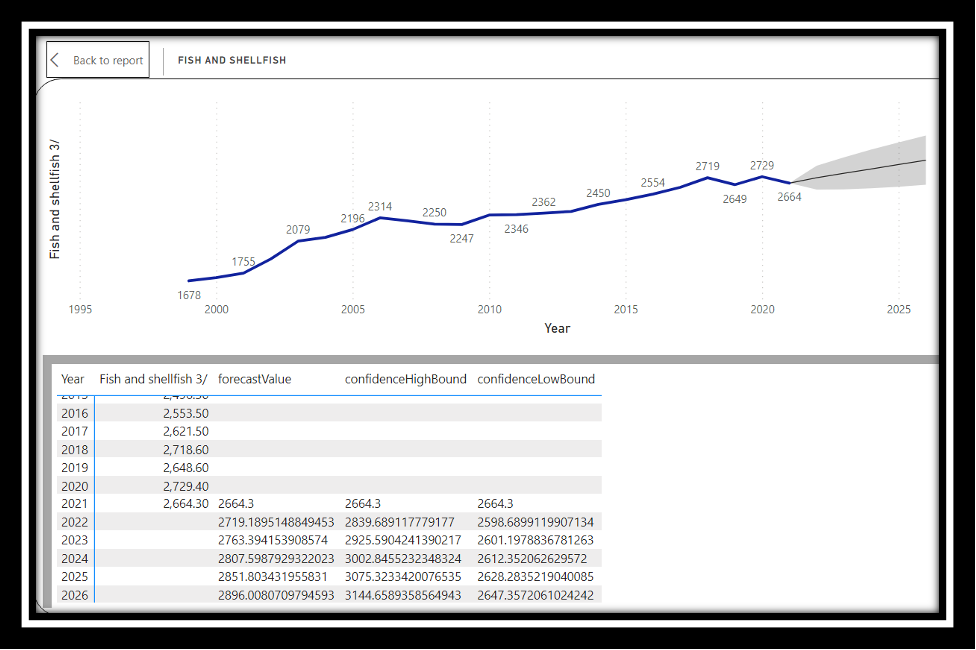 Back to report
FISH AND SHELLFISH
Fish and shellfish 3/
1678
1755
2079
2196
2314
2250
2247
2346
2362
2450
2554
2719
2649
2729
2664
1995 2000 2005 2010 2015 2020 2025
Year
Year Fish and shellfish 3/ forecastValue confidenceHighBound confidenceLowBound
2016 2,553.50
2017 2,621.50
2018 2,718.60
2019 2,648.60
2020 2,729.40
2021 2,664.30 2664.3 2664.3 2664.3
2022 2719.1895148849453 2839.689117779177 2598.6899119907134
2023 2763.394153908574 2925.5904241390217 2601.1978836781263
2024 2807.5987929322023 3002.8455232348324 2612.352062629572
2025 2851.803431955831 3075.3233420076535 2628.2835219040085
2026 2896.0080709794593 3144.6589358564943 2647.3572061024242